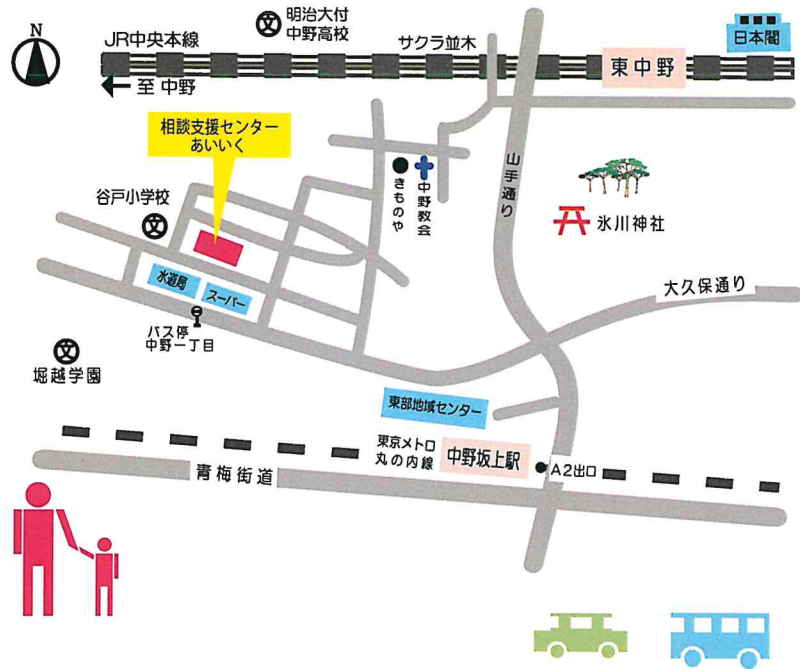 N
JR中央本線
明治大付
中野高校
サクラ並木
東中野
日本閣
至 中野
相談支援センター
あいいく
谷戸小学校
文
文
文
きものや
中野教会
山手通り
氷川神社
大久保通り
水道局
スーパー
バス停
中野一丁目
堀越学園
東部地域センター
東京メトロ
丸の内線
中野坂上駅
A2出口
青梅街道